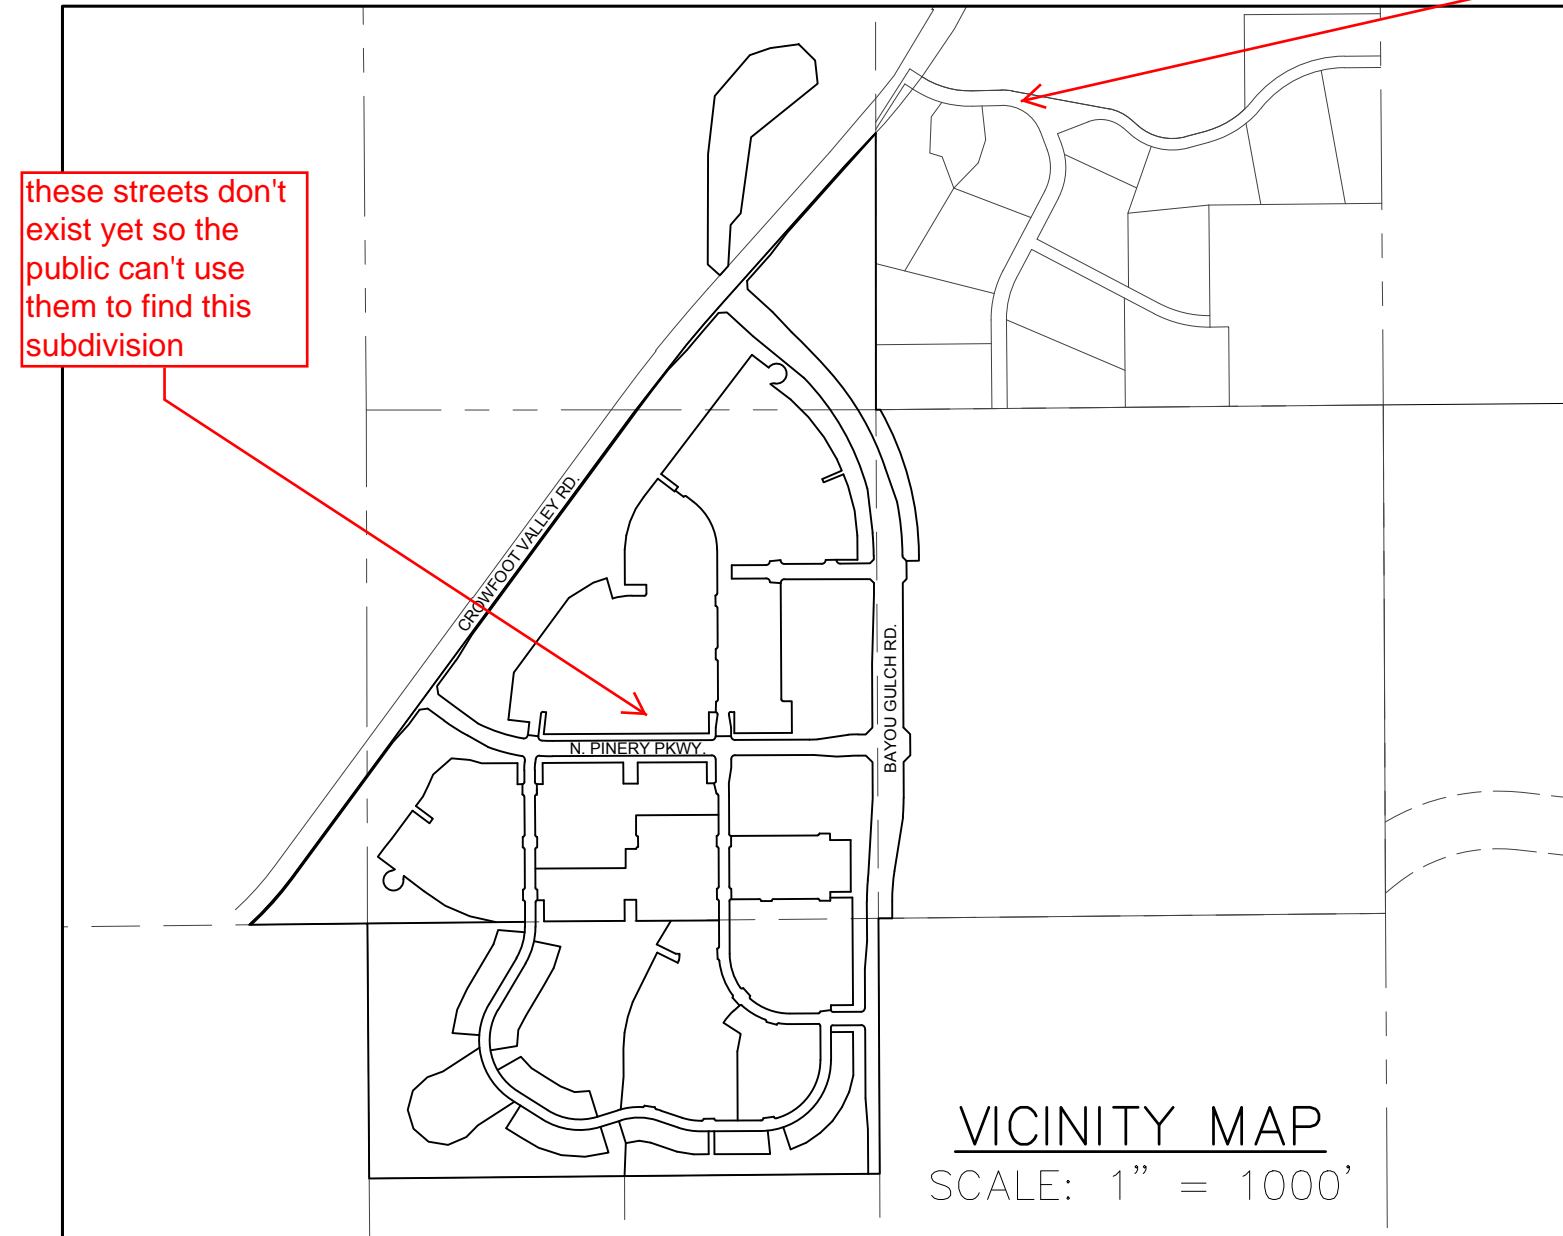 these streets don't
exist yet so the
public can't use
them to find this
subdivision
CROWFOOT VALLEY RD.
BAYOU GULCH RD.
N. PINERY PKWY.
VICINITY MAP
SCALE: 1” = 1000’